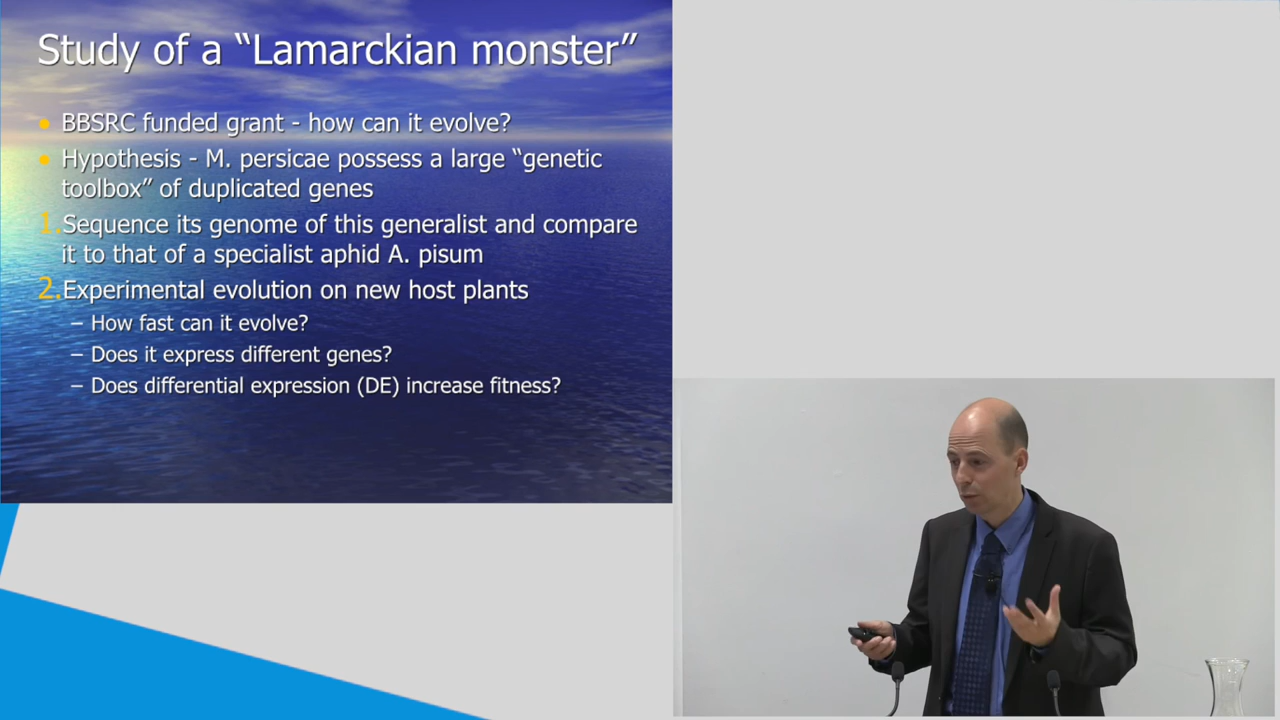 Study of a “Lamarckian monster”
● BBSRC funded grant - how can it evolve?
● Hypothesis - M. persicae possess a large “genetic
toolbox” of duplicated genes
1.Sequence its genome of this generalist and compare
it to that of a specialist aphid A. pisum
2.Experimental evolution on new host plants
– How fast can it evolve?
– Does it express different genes?
– Does differential expression (DE) increase fitness?